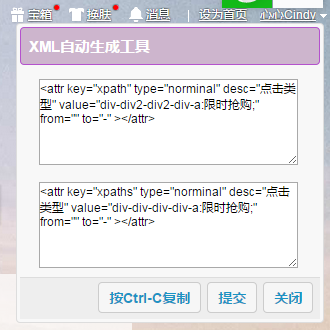 宝箱 换肤 消息 | 设为首页 Cindy
XML自动生成工具
<attr key="xpath" type="norminal" desc="点击类
型" value="div-div2-div2-div-a:限时抢购;"
from="" to="-" ></attr>
<attr key="xpaths" type="norminal" desc="点击
类型" value="div-div-div-div-a:限时抢购;"
from="" to="-" ></attr>
按Ctrl-C复制 提交 关闭